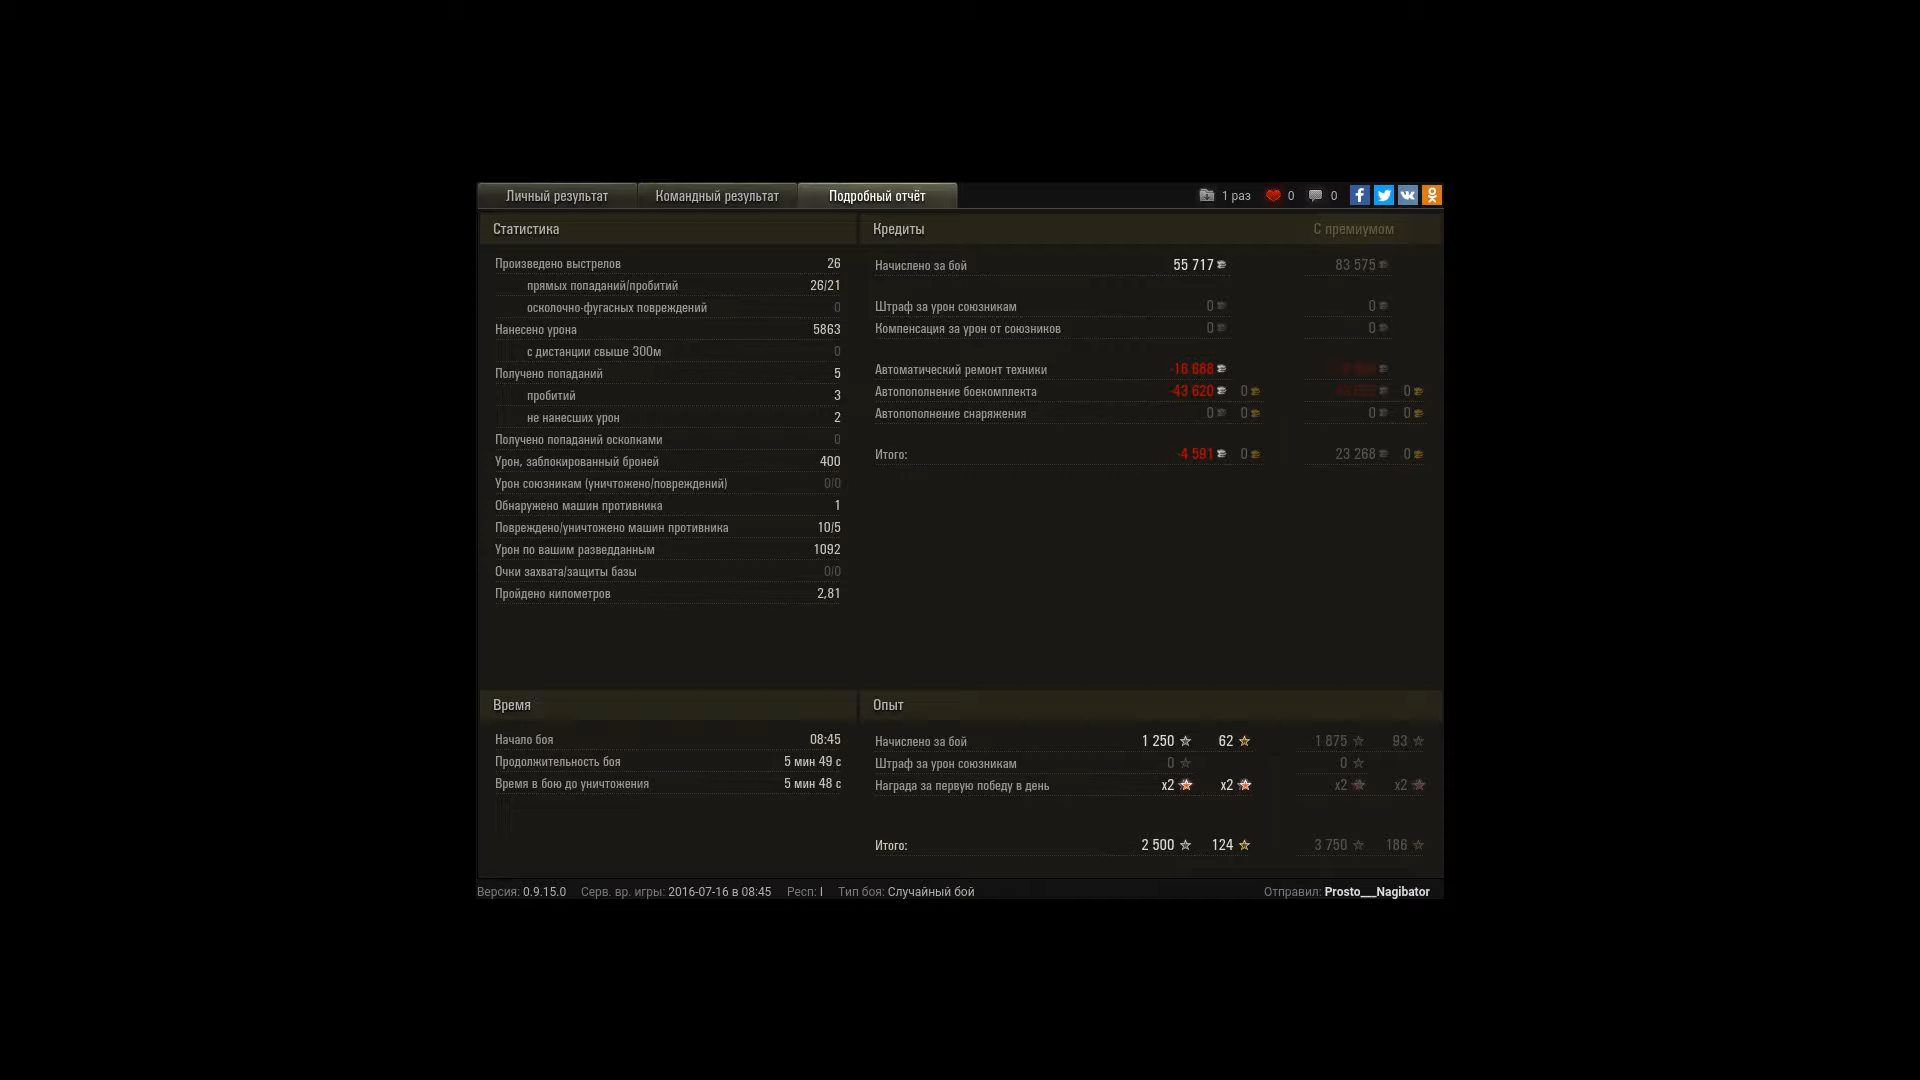 Личный результат Командный результат Подробный отчёт 1 раз 0 0
Статистика
Произведено выстрелов 26
прямых попаданий/пробитий 26/21
осколочно-фугасных повреждений 0
Нанесено урона 5863
с дистанции свыше 300м 0
Получено попаданий 5
пробитий 3
не нанесших урон 2
Получено попаданий осколками 0
Урон, заблокированный броней 400
Урон союзникам (уничтожено/повреждений) 0/0
Обнаружено машин противника 1
Повреждено/уничтожено машин противника 10/5
Урон по вашим разведданным 1092
Очки захвата/защиты базы 0/0
Пройдено километров 2,81
Кредиты С премиумом
Начислено за бой 55 717 83 575
Штраф за урон союзникам 0 0
Компенсация за урон от союзников 0 0
Автоматический ремонт техники -16 688
Автопополнение боекомплекта -43 620 0 0
Автопополнение снаряжения 0 0 0 0
Итого: -4 591 0 23 268 0
Время
Начало боя 08:45
Продолжительность боя 5 мин 49 с
Время в бою до уничтожения 5 мин 48 с
Опыт
Начислено за бой 1 250 62 1 875 93
Штраф за урон союзникам 0 0
Награда за первую победу в день x2 x2 x2 x2
Итого: 2 500 124 3 750 186
Версия: 0.9.15.0 Серв. вр. игры: 2016-07-16 в 08:45 Респ: I Тип боя: Случайный бой Отправил: Prosto___Nagibator